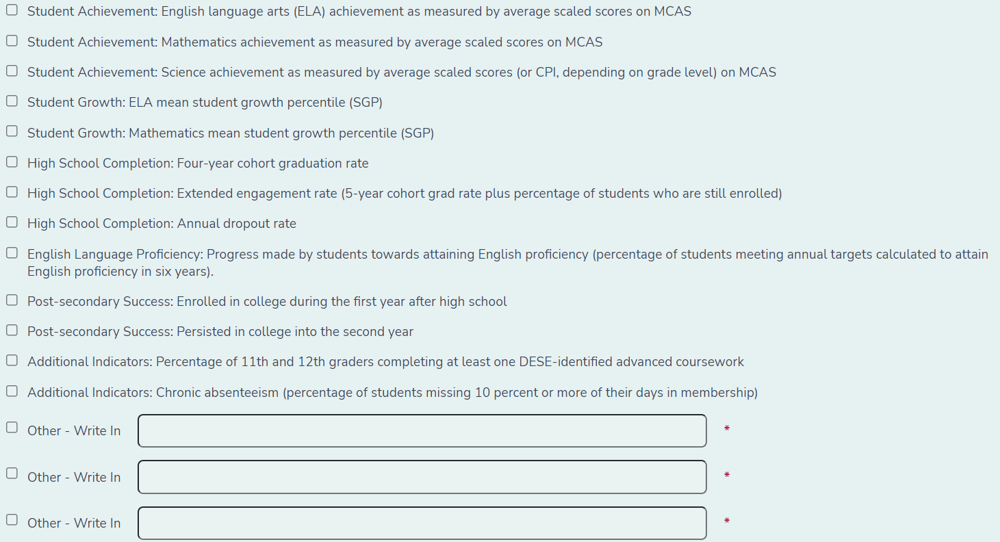 Student Achievement: English language arts (ELA) achievement as measured by average scaled scores on MCAS
Student Achievement: Mathematics achievement as measured by average scaled scores on MCAS
Student Achievement: Science achievement as measured by average scaled scores (or CPI, depending on grade level) on MCAS
Student Growth: ELA mean student growth percentile (SGP)
Student Growth: Mathematics mean student growth percentile (SGP)
High School Completion: Four-year cohort graduation rate
High School Completion: Extended engagement rate (5-year cohort grad rate plus percentage of students who are still enrolled)
High School Completion: Annual dropout rate
English Language Proficiency: Progress made by students towards attaining English proficiency (percentage of students meeting annual targets calculated to attain
English proficiency in six years).
Post-secondary Success: Enrolled in college during the first year after high school
Post-secondary Success: Persisted in college into the second year
Additional Indicators: Percentage of 11th and 12th graders completing at least one DESE-identified advanced coursework
Additional Indicators: Chronic absenteeism (percentage of students missing 10 percent or more of their days in membership)
Other - Write In *
Other - Write In *
Other - Write In *